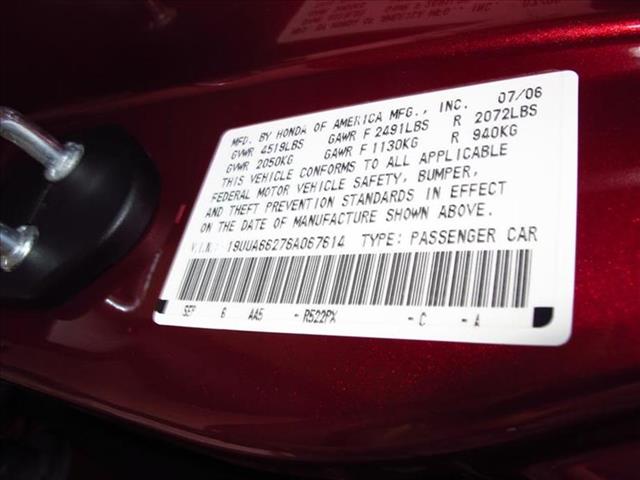 MFD. BY HONDA OF AMERICA MFG., INC. 07/06
GVWR 4519LBS GAWR F 2491LBS R 2072LBS
GVWR 2050KG GAWR F 1130KG R 940KG
THIS VEHICLE CONFORMS TO ALL APPLICABLE
FEDERAL MOTOR VEHICLE SAFETY, BUMPER,
AND THEFT PREVENTION STANDARDS IN EFFECT
ON THE DATE OF MANUFACTURE SHOWN ABOVE.
V.I.N.: 19UUA66276A067614 TYPE: PASSENGER CAR
SEP 6 AA5 - R522PX - C - A